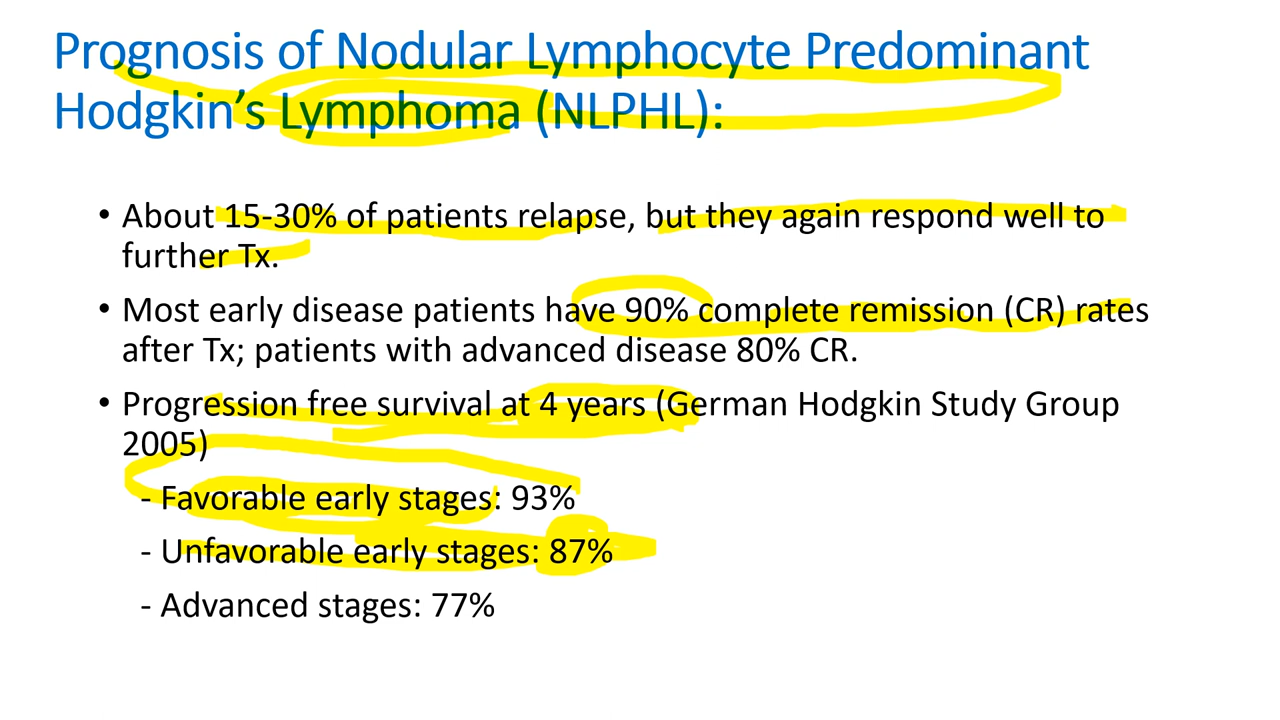 Prognosis of Nodular Lymphocyte Predominant
Hodgkin’s Lymphoma (NLPHL):
• About 15-30% of patients relapse, but they again respond well to
further Tx.
• Most early disease patients have 90% complete remission (CR) rates
after Tx; patients with advanced disease 80% CR.
• Progression free survival at 4 years (German Hodgkin Study Group
2005)
- Favorable early stages: 93%
- Unfavorable early stages: 87%
- Advanced stages: 77%